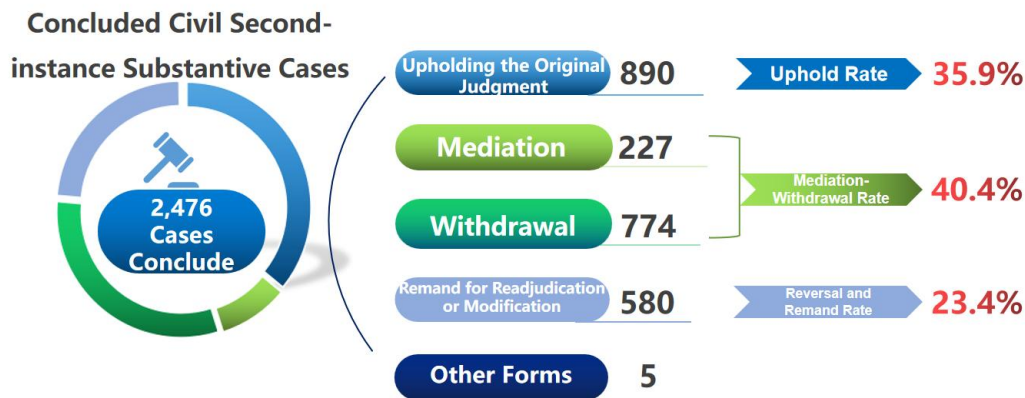 Concluded Civil Second-
instance Substantive Cases
2,476
Cases
Conclude
Upholding the Original
Judgment
890
Uphold Rate
35.9%
Mediation
227
Withdrawal
774
Mediation-
Withdrawal Rate
40.4%
Remand for Readjudication
or Modification
580
Reversal and
Remand Rate
23.4%
Other Forms
5